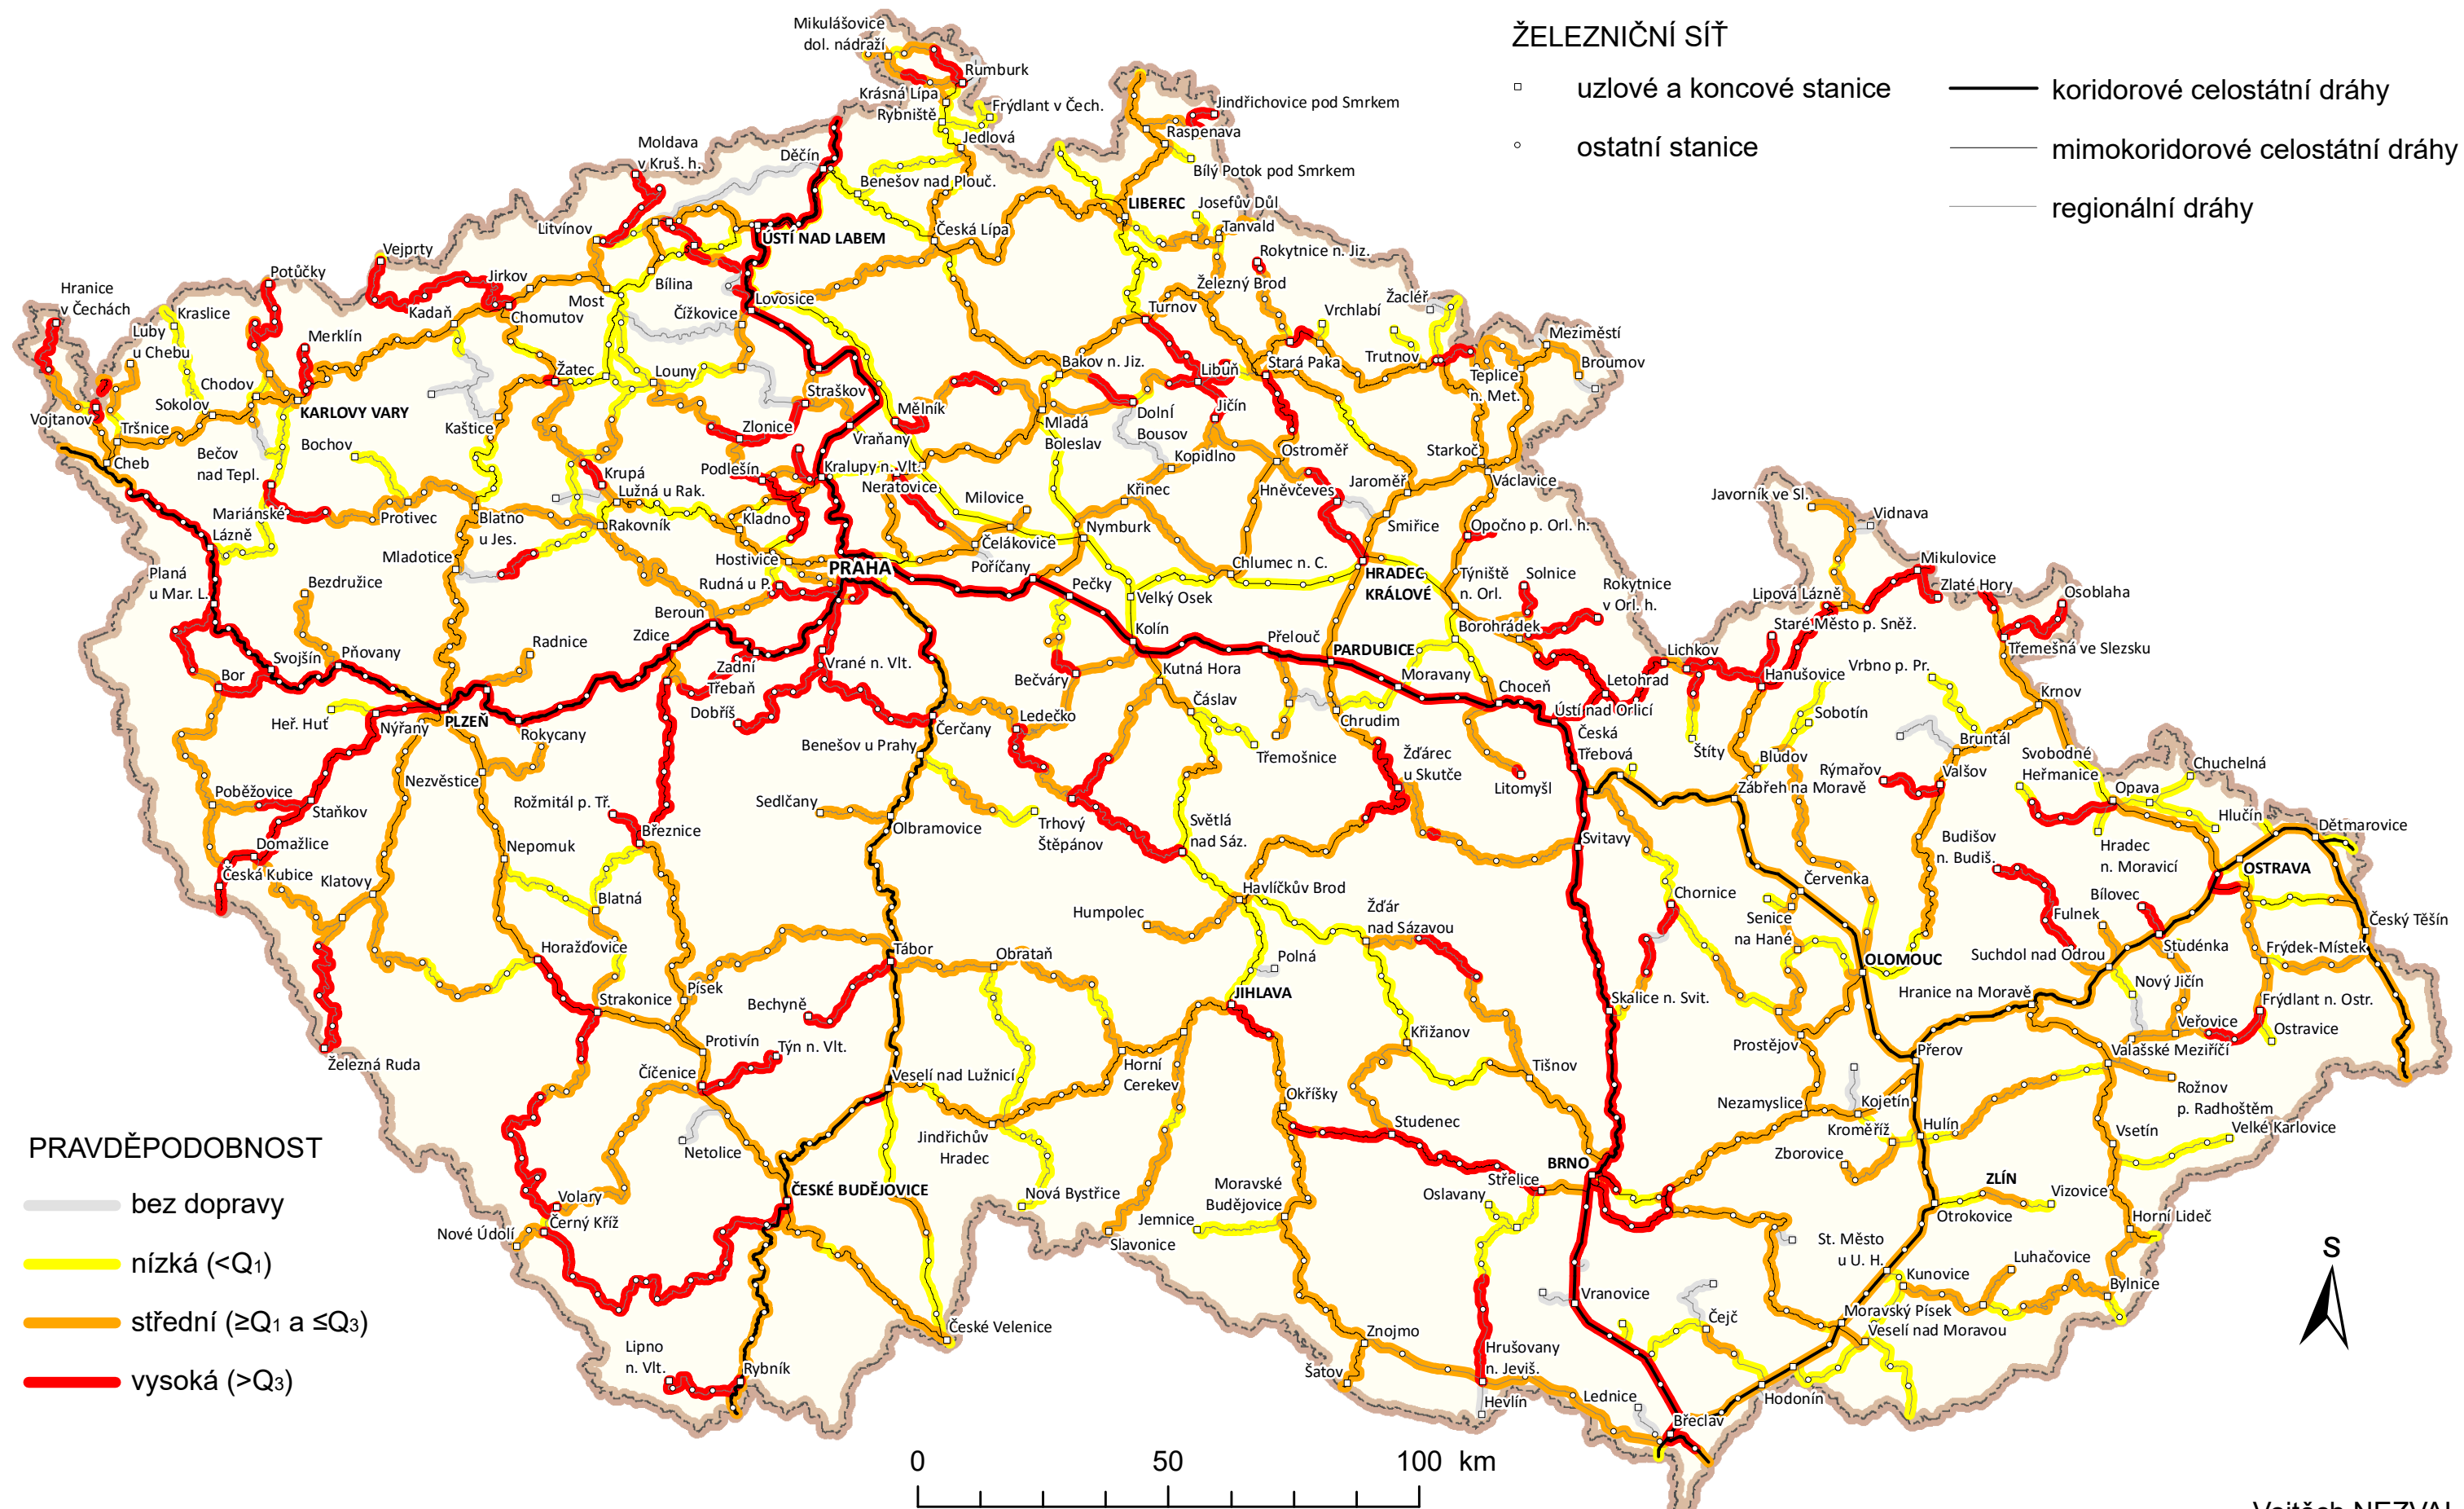 ŽELEZNIČNÍ SÍŤ
uzlové a koncové stanice
ostatní stanice
koridorové celostátní dráhy
mimokoridorové celostátní dráhy
regionální dráhy
Mikulášovice
dol. nádraží
Rumburk
Krásná Lípa
Rybniště
Frýdlant v Čech.
Jedlová
Jindřichovice pod Smrkem
Raspenava
Bílý Potok pod Smrkem
Moldava
v Kruš. h.
Děčín
Benešov nad Plouč.
LIBEREC
Josefův Důl
Tanvald
Litvínov
ÚSTÍ NAD LABEM
Česká Lípa
Rokytnice n. Jiz.
Vejprty
Potůčky
Jirkov
Bílina
Železný Brod
Hranice
v Čechách
Luby
u Chebu
Kraslice
Kadaň
Chomutov
Most
Čížkovice
Lovosice
Turnov
Vrchlabí
Žacléř
Meziměstí
Broumov
Merklín
Chodov
Sokolov
KARLOVY VARY
Žatec
Louny
Straškov
Bakov n. Jiz.
Libuň
Stará Paka
Trutnov
Teplice
n. Met.
Vojtanov
Tršnice
Cheb
Bečov
nad Tepl.
Bochov
Kaštice
Zlonice
Mělník
Vraňany
Mladá
Boleslav
Dolní
Bousov
Jičín
Kopidlno
Ostroměř
Starkoč
Krupá
Lužná u Rak.
Podlešín
Kralupy n. Vlt.
Neratovice
Milovice
Křinec
Hněvčeves
Jaroměř
Václavice
Javorník ve Sl.
Vidnava
Mariánské
Lázně
Protivec
Blatno
u Jes.
Rakovník
Kladno
Čelákovice
Nymburk
Smiřice
Opočno p. Orl. h.
Mladotice
Hostivice
PRAHA
Poříčany
Chlumec n. C.
Mikulovice
Planá
u Mar. L.
Bezdružice
Rudná u P.
Pečky
Velký Osek
HRADEC
KRÁLOVÉ
Týniště
n. Orl.
Solnice
Rokytnice
v Orl. h.
Lipová Lázně
Zlaté Hory
Osoblaha
Beroun
Zdice
Kolín
Přelouč
PARDUBICE
Borohrádek
Staré Město p. Sněž.
Třemešná ve Slezsku
Svojšín
Pňovany
Radnice
Zadní
Třebaň
Vrané n. Vlt.
Kutná Hora
Lichkov
Hanušovice
Vrbno p. Pr.
Bor
Bečváry
Moravany
Choceň
Letohrad
Krnov
Heř. Huť
Nýřany
PLZEŇ
Rokycany
Dobříš
Čerčany
Ledečko
Čáslav
Chrudim
Ústí nad Orlicí
Sobotín
Bruntál
Nezvěstice
Benešov u Prahy
Třemošnice
Žďárec
u Skutče
Česká
Třebová
Štíty
Bludov
Rýmařov
Valšov
Svobodné
Heřmanice
Chuchelná
Poběžovice
Staňkov
Rožmitál p. Tř.
Sedlčany
Olbramovice
Litomyšl
Zábřeh na Moravě
Opava
Domažlice
Březnice
Trhový
Štěpánov
Světlá
nad Sáz.
Svitavy
Budišov
n. Budiš.
Hlučín
Dětmarovice
Česká Kubice
Nepomuk
Klatovy
Blatná
Havlíčkův Brod
Chornice
Červenka
Hradec
n. Moravicí
OSTRAVA
Humpolec
Žďár
nad Sázavou
Senice
na Hané
Bílovec
Fulnek
Český Těšín
Horažďovice
Tábor
Obrataň
Polná
OLOMOUC
Suchdol nad Odrou
Studénka
Frýdek-Místek
Strakonice
Písek
Bechyně
JIHLAVA
Skalice n. Svit.
Hranice na Moravě
Nový Jičín
Frýdlant n. Ostr.
Železná Ruda
Protivín
Týn n. Vlt.
Křižanov
Prostějov
Přerov
Veřovice
Ostravice
Číčenice
Veselí nad Lužnicí
Horní
Cerekev
Tišnov
Valašské Meziříčí
Okříšky
Rožnov
p. Radhoštěm
Netolice
Jindřichův
Hradec
Studenec
Nezamyslice
Kojetín
Kroměříž
Hulín
Vsetín
Velké Karlovice
PRAVDĚPODOBNOST
bez dopravy
nízká (<Q1)
střední (≥Q1 a ≤Q3)
vysoká (>Q3)
Volary
ČESKÉ BUDĚJOVICE
Nová Bystřice
Moravské
Budějovice
BRNO
Střelice
Oslavany
Zborovice
ZLÍN
Vizovice
Nové Údolí
Černý Kříž
Slavonice
Jemnice
Otrokovice
Horní Lideč
St. Město
u U. H.
Kunovice
Luhačovice
Bylnice
Vranovice
Čejč
Moravský Písek
Veselí nad Moravou
Lipno
n. Vlt.
Rybník
České Velenice
Znojmo
Šatov
Hrušovany
n. Jeviš.
Hevlín
Lednice
Břeclav
Hodonín
S
0 50 100 km